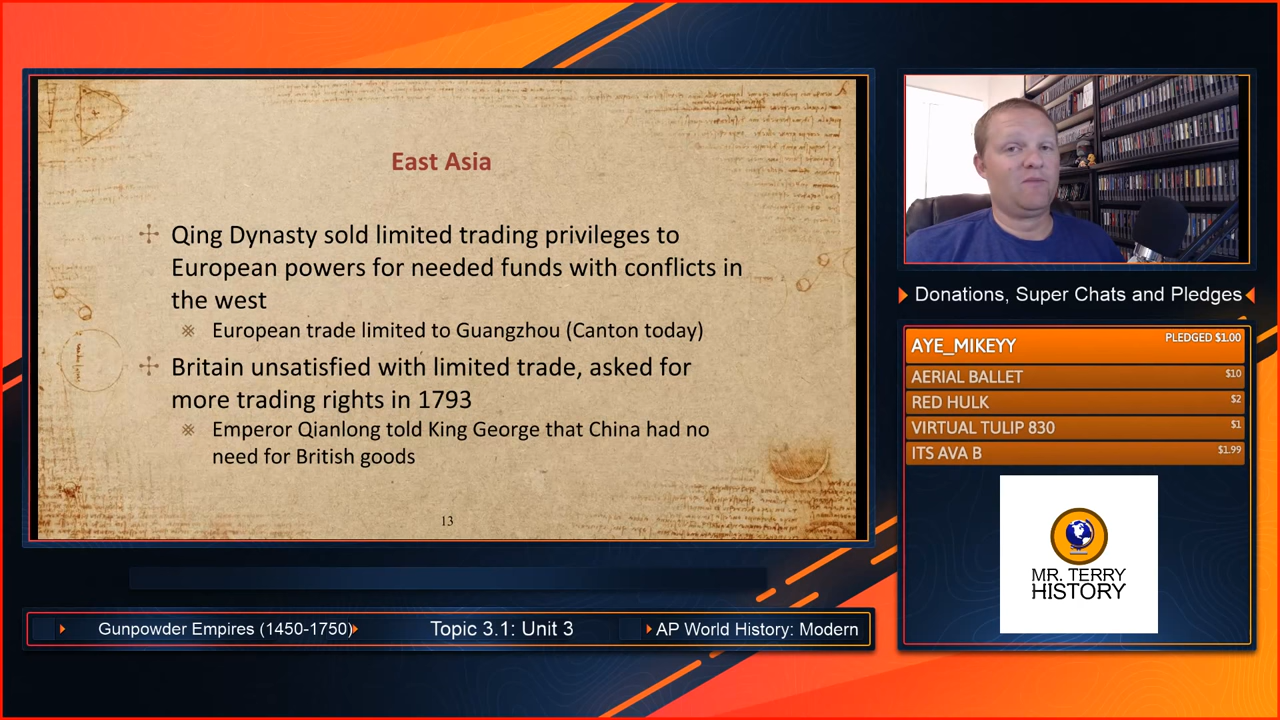 East Asia
Qing Dynasty sold limited trading privileges to
European powers for needed funds with conflicts in
the west
European trade limited to Guangzhou (Canton today)
Britain unsatisfied with limited trade, asked for
more trading rights in 1793
Emperor Qianlong told King George that China had no
need for British goods
13
Donations, Super Chats and Pledges
AYE_MIKEYY PLEDGED $1.00
AERIAL BALLET $10
RED HULK $2
VIRTUAL TULIP 830 $1
ITS AVA B $1.99
MR. TERRY
HISTORY
Gunpowder Empires (1450-1750) Topic 3.1: Unit 3 AP World History: Modern